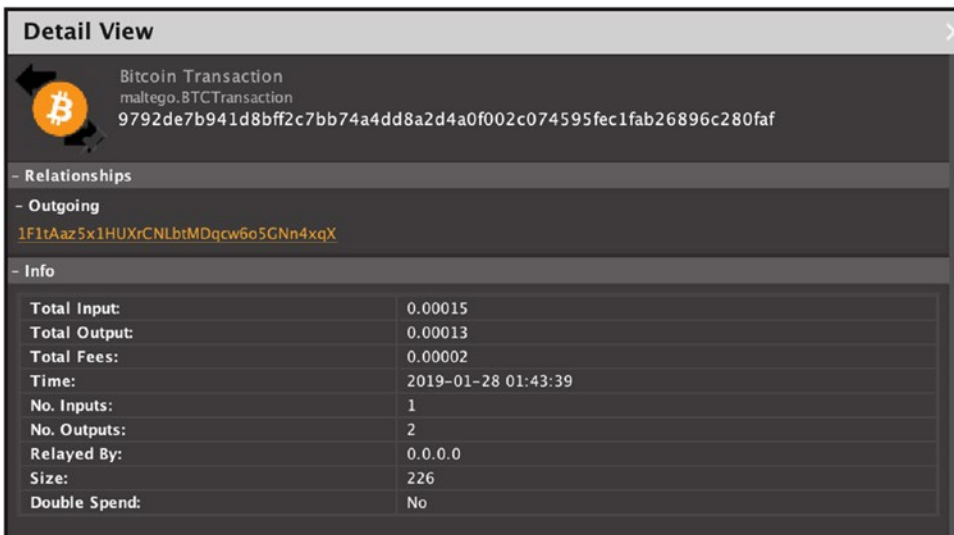 Detail View
Bitcoin Transaction
maltego.BTCTransaction
9792de7b941d8bff2c7bb74a4dd8a2d4a0f002c074595fec1fab26896c280faf
– Relationships
– Outgoing
1F1tAaz5x1HUXrCNLbtMDqcw6o5GNn4xqX
– Info
Total Input: 0.00015
Total Output: 0.00013
Total Fees: 0.00002
Time: 2019-01-28 01:43:39
No. Inputs: 1
No. Outputs: 2
Relayed By: 0.0.0.0
Size: 226
Double Spend: No